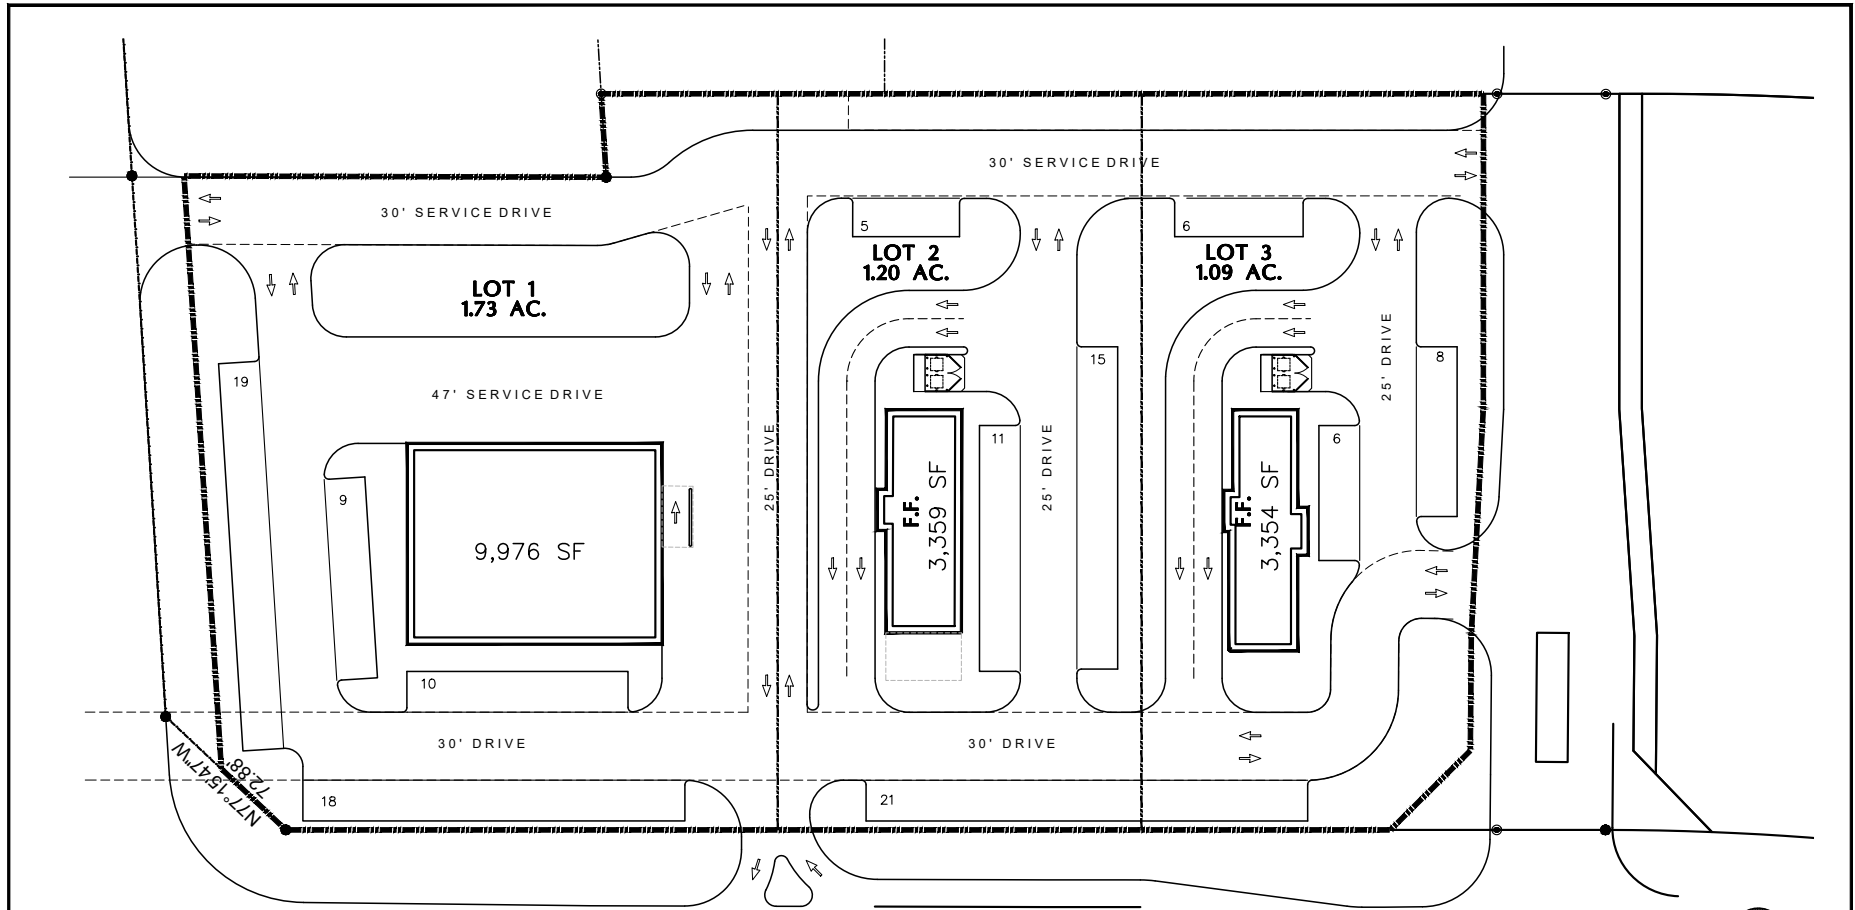 30' SERVICE DRIVE
30' SERVICE DRIVE
5
6
LOT 2
1.20 AC.
LOT 3
1.09 AC.
LOT 1
1.73 AC.
25' DRIVE
15
8
19
47' SERVICE DRIVE
25' DRIVE
11
25' DRIVE
6
9
F.F.
3,359 SF
F.F.
3,354 SF
9,976 SF
10
30' DRIVE
30' DRIVE
N77°15'47"W
72.88'
18
21